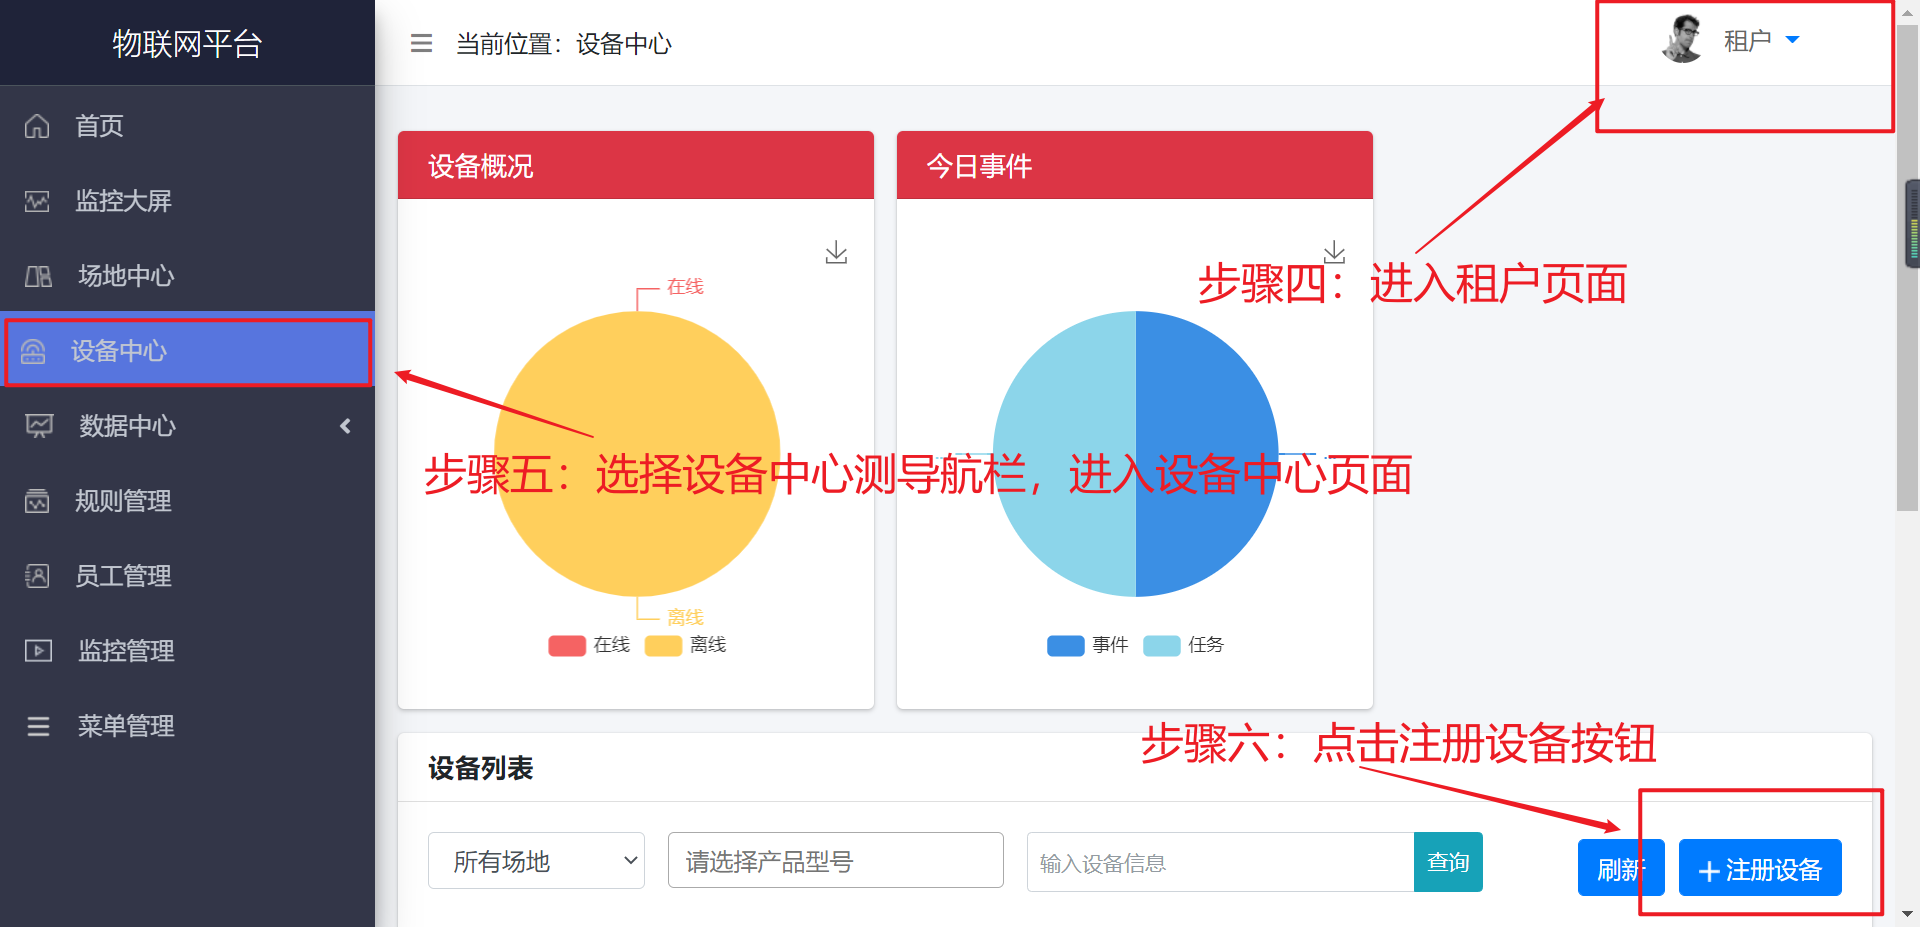 物联网平台
当前位置：设备中心
租户
首页
监控大屏
场地中心
设备中心
数据中心
规则管理
员工管理
监控管理
菜单管理
设备概况
今日事件
在线
步骤四：进入租户页面
步骤五：选择设备中心测导航栏，进入设备中心页面
离线
在线 离线
事件 任务
步骤六：点击注册设备按钮
设备列表
所有场地
请选择产品型号
输入设备信息
查询
刷新
+注册设备